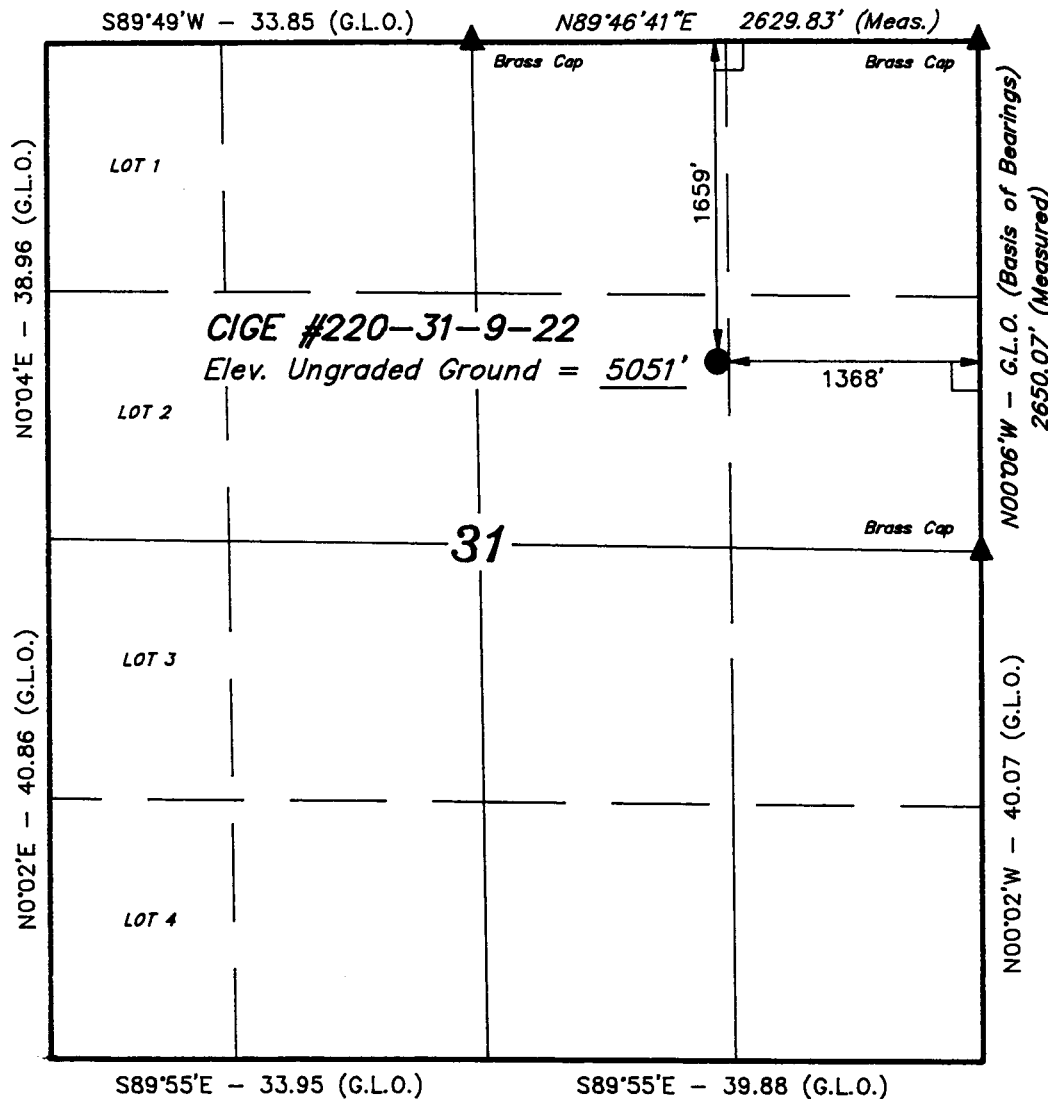 S89°49'W – 33.85 (G.L.O.)
N89°46'41"E 2629.83' (Meas.)
Brass Cap
Brass Cap
LOT 1
N0°04'E – 38.96 (G.L.O.)
1659'
N00°06'W – G.L.O. (Basis of Bearings)
2650.07' (Measured)
CIGE #220-31-9-22
Elev. Ungraded Ground = 5051'
1368'
LOT 2
Brass Cap
31
LOT 3
N0°02'E – 40.86 (G.L.O.)
N00°02'W – 40.07 (G.L.O.)
LOT 4
S89°55'E – 33.95 (G.L.O.)
S89°55'E – 39.88 (G.L.O.)